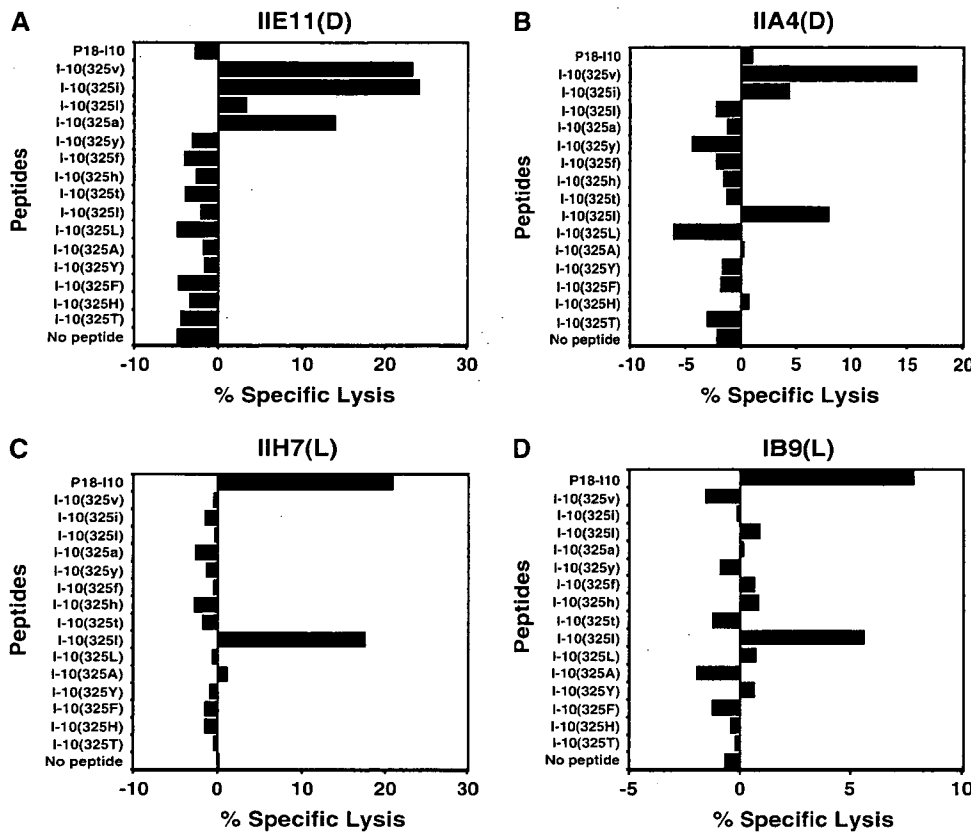 A
IIE11(D)
Peptides
P18-I10
I-10(325v)
I-10(325i)
I-10(325l)
I-10(325a)
I-10(325y)
I-10(325f)
I-10(325h)
I-10(325t)
I-10(325I)
I-10(325L)
I-10(325A)
I-10(325Y)
I-10(325F)
I-10(325H)
I-10(325T)
No peptide
-10 0 10 20 30
% Specific Lysis
B
IIA4(D)
Peptides
P18-I10
I-10(325v)
I-10(325i)
I-10(325l)
I-10(325a)
I-10(325y)
I-10(325f)
I-10(325h)
I-10(325t)
I-10(325I)
I-10(325L)
I-10(325A)
I-10(325Y)
I-10(325F)
I-10(325H)
I-10(325T)
No peptide
-10 -5 0 5 10 15 20
% Specific Lysis
C
IIH7(L)
Peptides
P18-I10
I-10(325v)
I-10(325i)
I-10(325l)
I-10(325a)
I-10(325y)
I-10(325f)
I-10(325h)
I-10(325t)
I-10(325I)
I-10(325L)
I-10(325A)
I-10(325Y)
I-10(325F)
I-10(325H)
I-10(325T)
No peptide
-10 0 10 20 30
% Specific Lysis
D
IB9(L)
Peptides
P18-I10
I-10(325v)
I-10(325i)
I-10(325l)
I-10(325a)
I-10(325y)
I-10(325f)
I-10(325h)
I-10(325t)
I-10(325I)
I-10(325L)
I-10(325A)
I-10(325Y)
I-10(325F)
I-10(325H)
I-10(325T)
No peptide
-5 0 5 10
% Specific Lysis